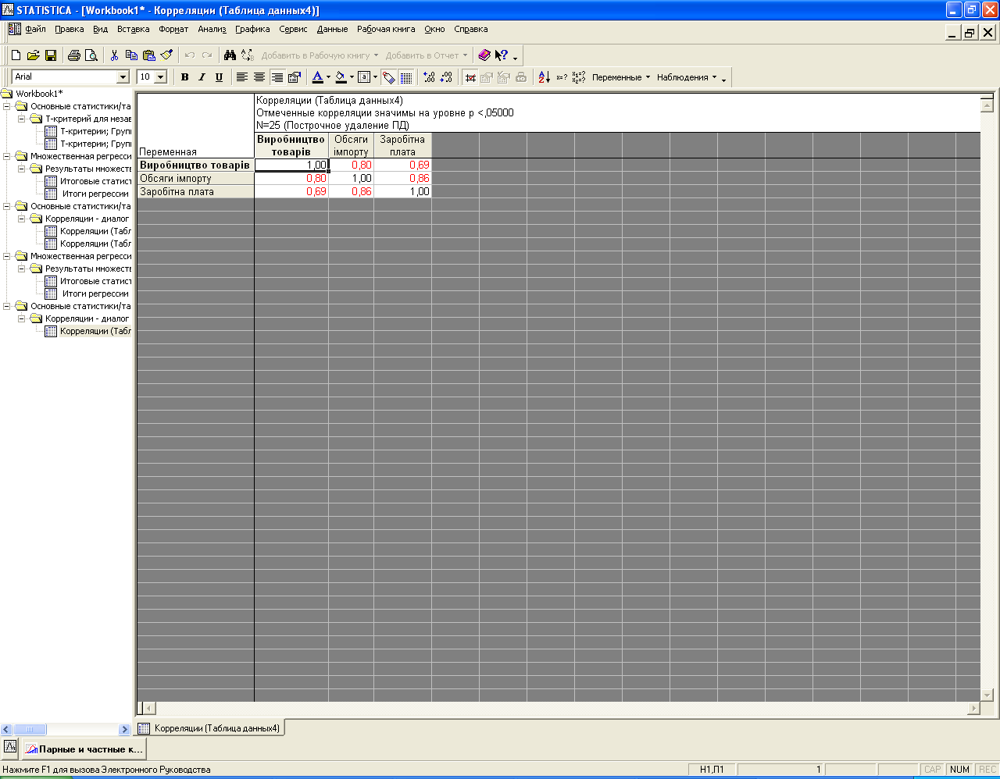 STATISTICA - [Workbook1* - Корреляции (Таблица данных4)]
Файл Правка Вид Вставка Формат Анализ Графика Сервис Данные Рабочая книга Окно Справка
Добавить в Рабочую книгу Добавить в Отчет
Arial 10 B I U Переменные Наблюдения
Workbook1*
Основные статистики/та
Т-критерий для незав
Т-критерии; Групп
Т-критерии; Групп
Множественная регресси
Результаты множеств
Итоговые статист
Итоги регрессии
Основные статистики/та
Корреляции - диалог
Корреляции (Табл
Корреляции (Табл
Множественная регресси
Результаты множеств
Итоговые статист
Итоги регрессии
Основные статистики/та
Корреляции - диалог
Корреляции (Табл
Корреляции (Таблица данных4)
Отмеченные корреляции значимы на уровне p <,05000
N=25 (Построчное удаление ПД)
Переменная Виробництво товарів Обсяги імпорту Заробітна плата
Виробництво товарів 1,00 0,80 0,69
Обсяги імпорту 0,80 1,00 0,86
Заробітна плата 0,69 0,86 1,00
Корреляции (Таблица данных4)
Парные и частные к...
Нажмите F1 для вызова Электронного Руководства Н1,П1 1 CAP NUM REC